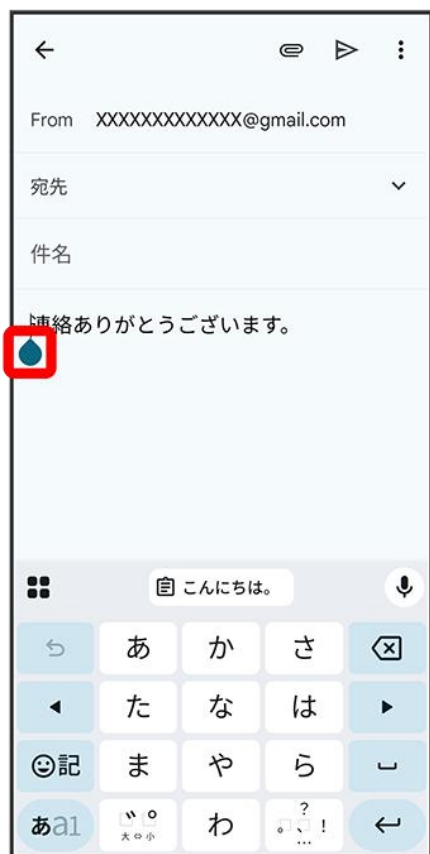 From XXXXXXXXXXXXX@gmail.com
宛先
件名
連絡ありがとうございます。
こんにちは。
あ か さ
た な は
記 ま や ら
?
あa1 大⇔小 わ 。、!
…